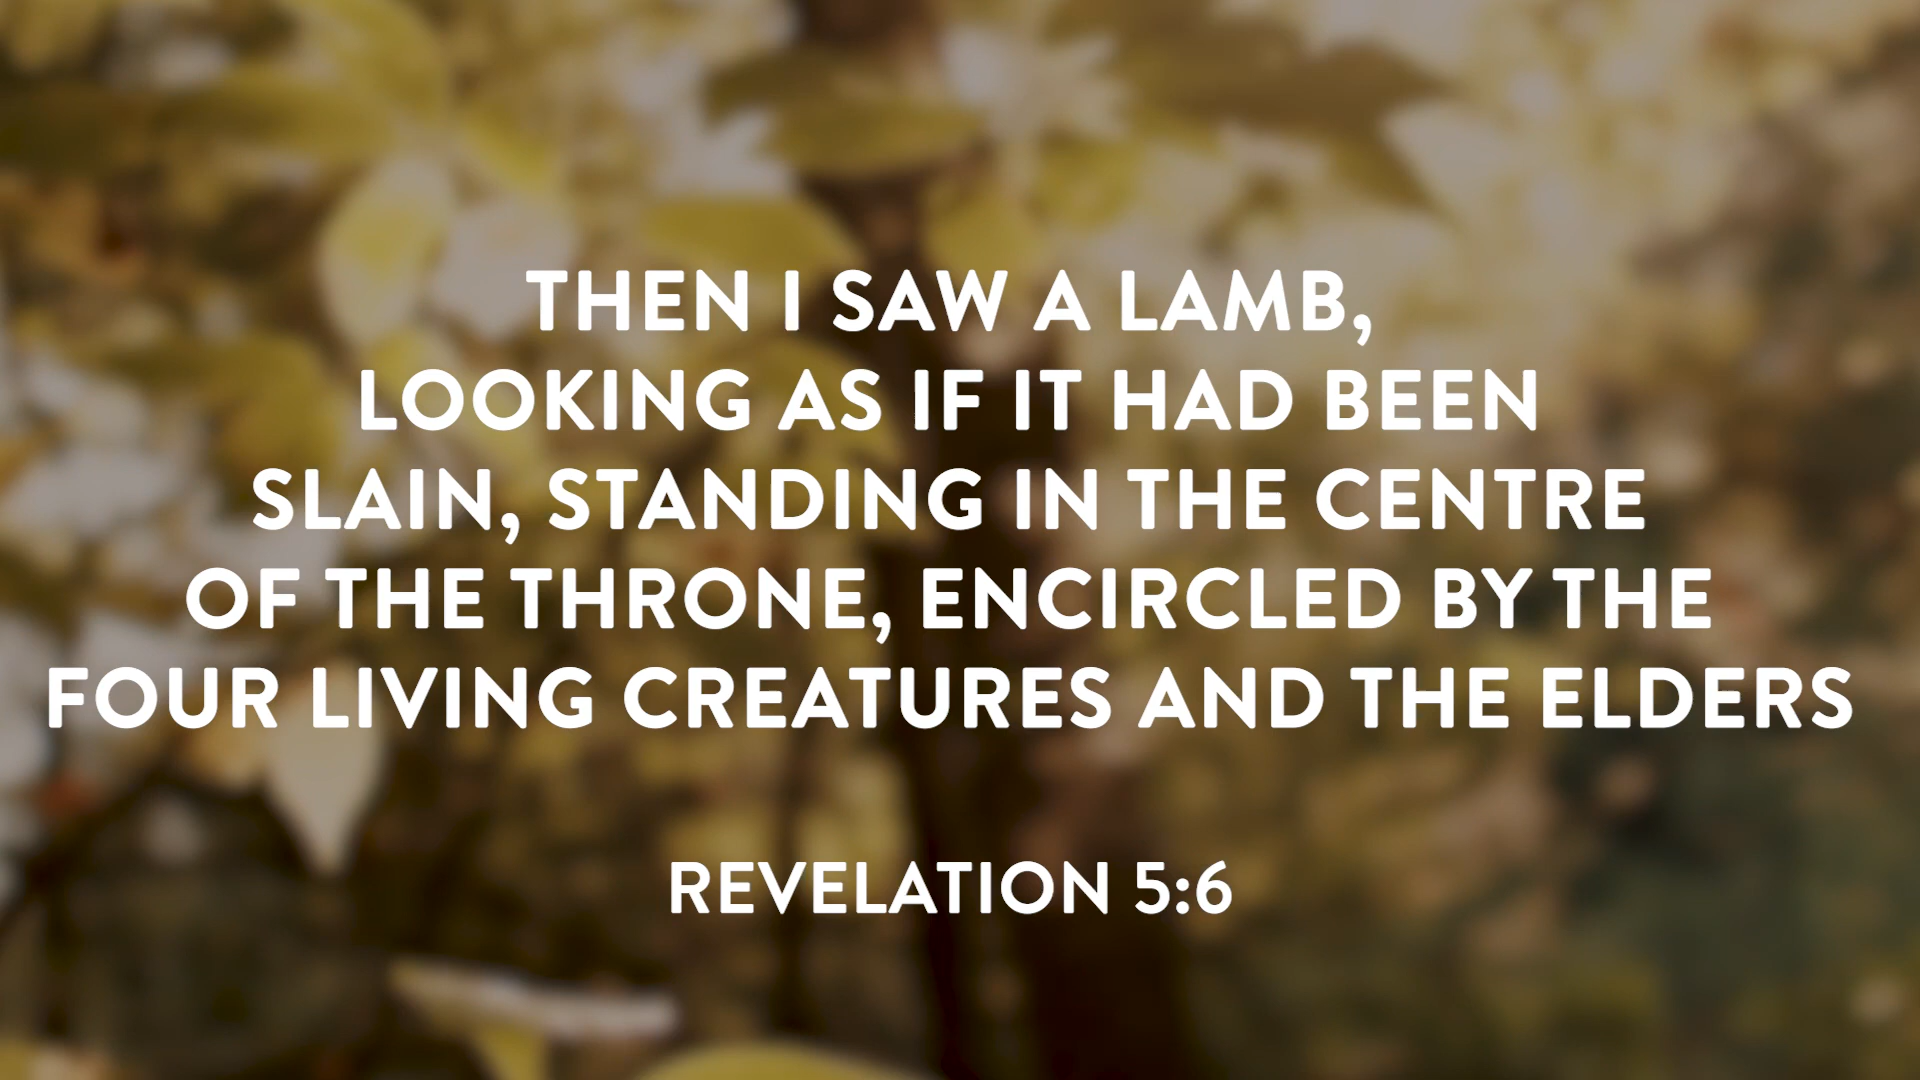 THEN I SAW A LAMB,
LOOKING AS IF IT HAD BEEN
SLAIN, STANDING IN THE CENTRE
OF THE THRONE, ENCIRCLED BY THE
FOUR LIVING CREATURES AND THE ELDERS
REVELATION 5:6